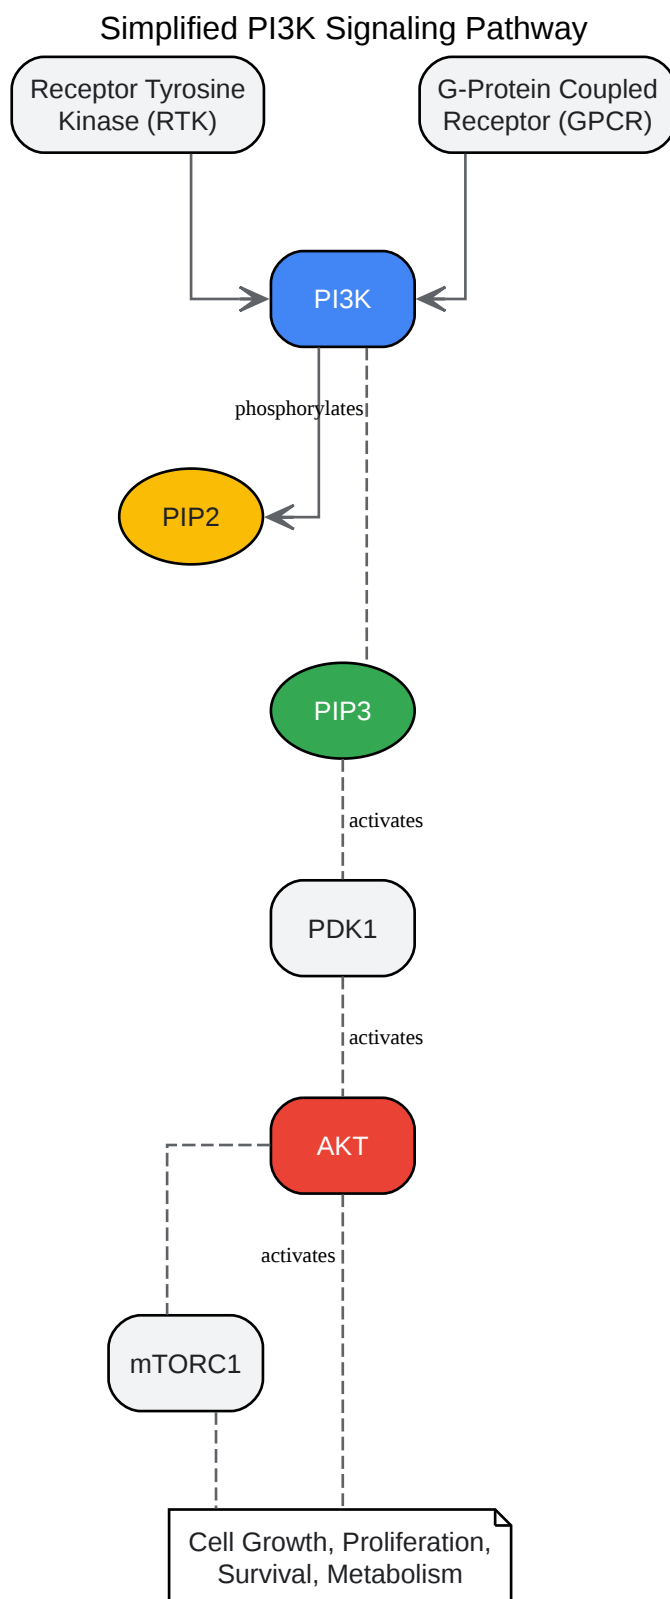 Simplified PI3K Signaling Pathway
Receptor Tyrosine
Kinase (RTK)
G-Protein Coupled
Receptor (GPCR)
PI3K
phosphorylates
PIP2
PIP3
activates
PDK1
activates
AKT
activates
mTORC1
Cell Growth, Proliferation,
Survival, Metabolism